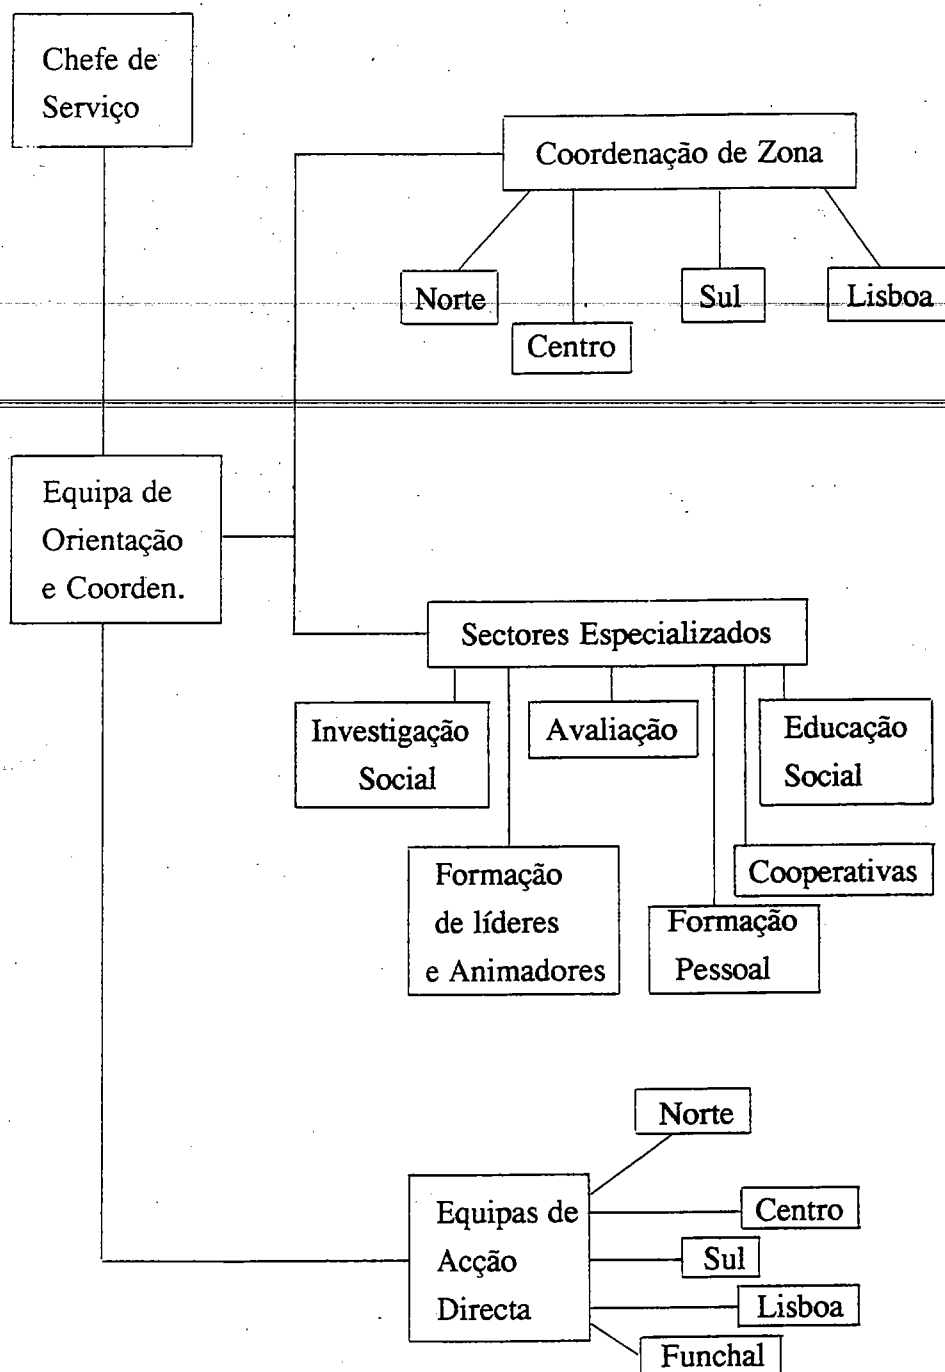 Chefe de
Serviço
Coordenação de Zona
Norte
Sul
Lisboa
Centro
Equipa de
Orientação
e Coorden.
Sectores Especializados
Investigação
Social
Avaliação
Educação
Social
Formação
de líderes
e Animadores
Cooperativas
Formação
Pessoal
Norte
Equipas de
Acção
Directa
Centro
Sul
Lisboa
Funchal